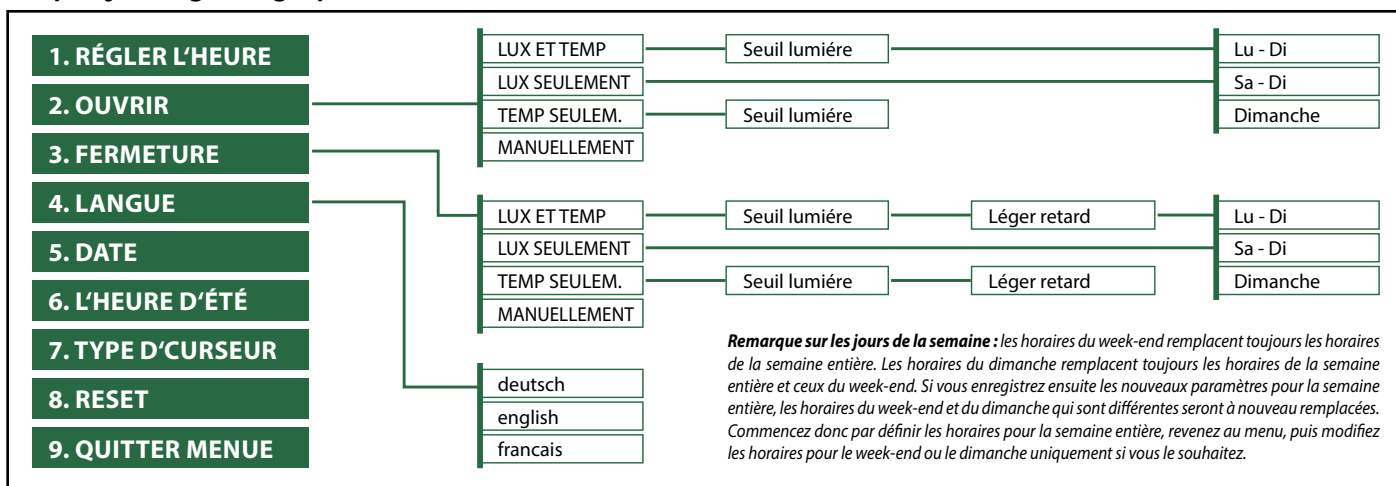 1. RÉGLER L‘HEURE
2. OUVRIR
3. FERMETURE
4. LANGUE
5. DATE
6. L‘HEURE D‘ÉTÉ
7. TYPE D‘CURSEUR
8. RESET
9. QUITTER MENUE
LUX ET TEMP
Seuil lumiére
Lu - Di
LUX SEULEMENT
Sa - Di
TEMP SEULEM.
Seuil lumiére
Dimanche
MANUELLEMENT
LUX ET TEMP
Seuil lumiére
Léger retard
Lu - Di
LUX SEULEMENT
Sa - Di
TEMP SEULEM.
Seuil lumiére
Léger retard
Dimanche
MANUELLEMENT
deutsch
english
francais
Remarque sur les jours de la semaine : les horaires du week-end remplacent toujours les horaires
de la semaine entière. Les horaires du dimanche remplacent toujours les horaires de la semaine
entière et ceux du week-end. Si vous enregistrez ensuite les nouveaux paramètres pour la semaine
entière, les horaires du week-end et du dimanche qui sont différentes seront à nouveau remplacées.
Commencez donc par définir les horaires pour la semaine entière, revenez au menu, puis modifiez
les horaires pour le week-end ou le dimanche uniquement si vous le souhaitez.